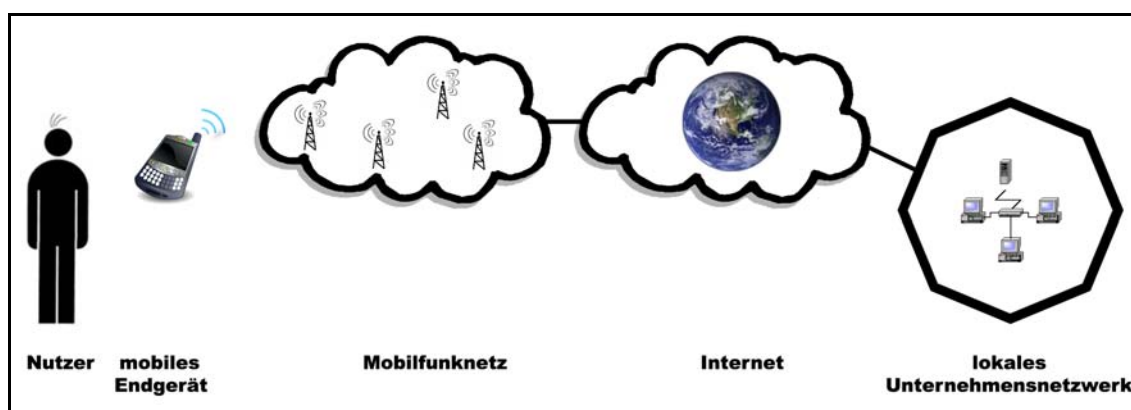 Nutzer
mobiles
Endgerät
Mobilfunknetz
Internet
lokales
Unternehmensnetzwerk